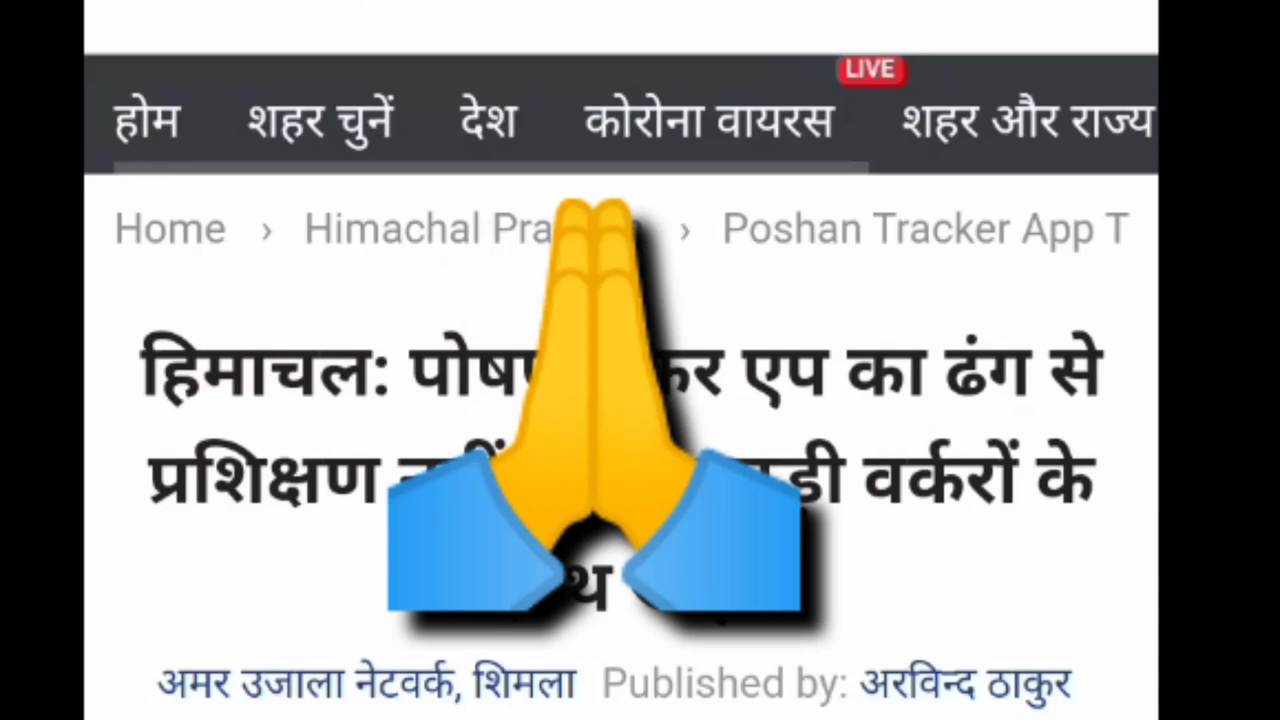 LIVE
होम शहर चुनें देश कोरोना वायरस शहर और राज्य
Home › Himachal Pra › Poshan Tracker App T
हिमाचल: एप का ढंग से
प्रशिक्षण वर्करों के
अमर उजाला नेटवर्क, शिमला Published by: अरविन्द ठाकुर